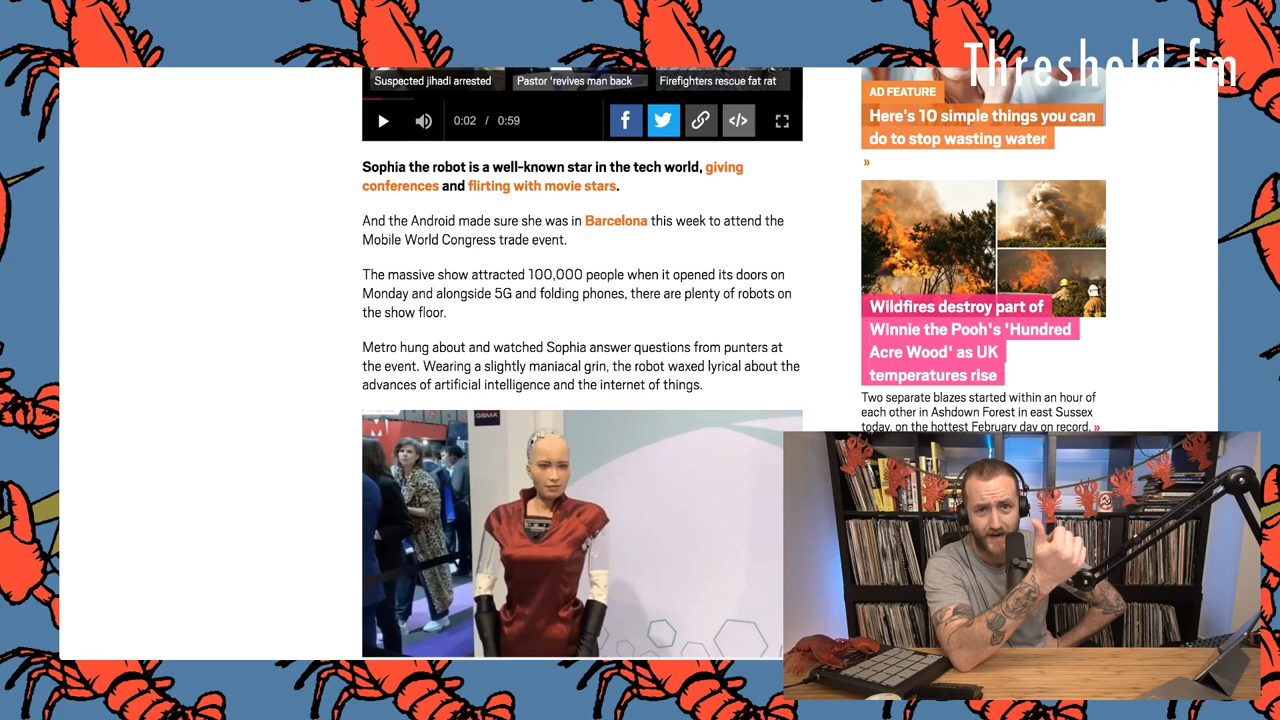 Threshold.fm
Suspected jihadi arrested
Pastor 'revives man back
Firefighters rescue fat rat
0:02 / 0:59
Sophia the robot is a well-known star in the tech world, giving
conferences and flirting with movie stars.
And the Android made sure she was in Barcelona this week to attend the
Mobile World Congress trade event.
The massive show attracted 100,000 people when it opened its doors on
Monday and alongside 5G and folding phones, there are plenty of robots on
the show floor.
Metro hung about and watched Sophia answer questions from punters at
the event. Wearing a slightly maniacal grin, the robot waxed lyrical about the
advances of artificial intelligence and the internet of things.
GSMA
AD FEATURE
Here's 10 simple things you can
do to stop wasting water
»
Wildfires destroy part of
Winnie the Pooh's 'Hundred
Acre Wood' as UK
temperatures rise
Two separate blazes started within an hour of
each other in Ashdown Forest in east Sussex
today, on the hottest February day on record. »